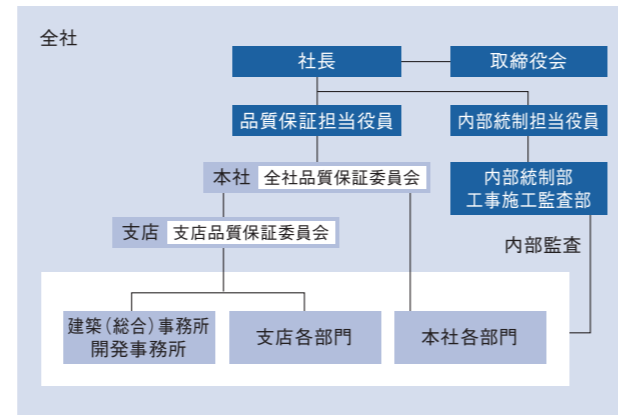 全社
社長
取締役会
品質保証担当役員
内部統制担当役員
本社 全社品質保証委員会
内部統制部
工事施工監査部
支店 支店品質保証委員会
内部監査
建築(総合)事務所
開発事務所
支店各部門
本社各部門